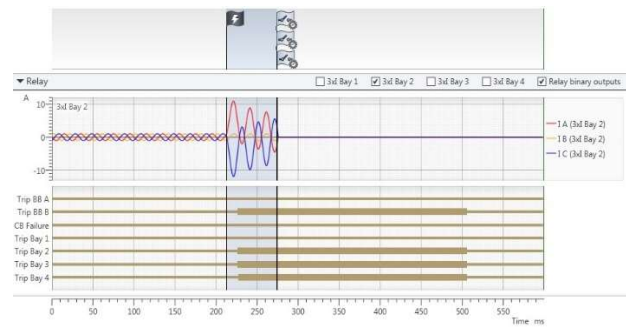 Relay
3xI Bay 1
3xI Bay 2
3xI Bay 3
3xI Bay 4
Relay binary outputs
A
3xI Bay 2
10
0
-10
I A (3xI Bay 2)
I B (3xI Bay 2)
I C (3xI Bay 2)
Trip BB A
Trip BB B
CB Failure
Trip Bay 1
Trip Bay 2
Trip Bay 3
Trip Bay 4
0 50 100 150 200 250 300 350 400 450 500 550
Time ms